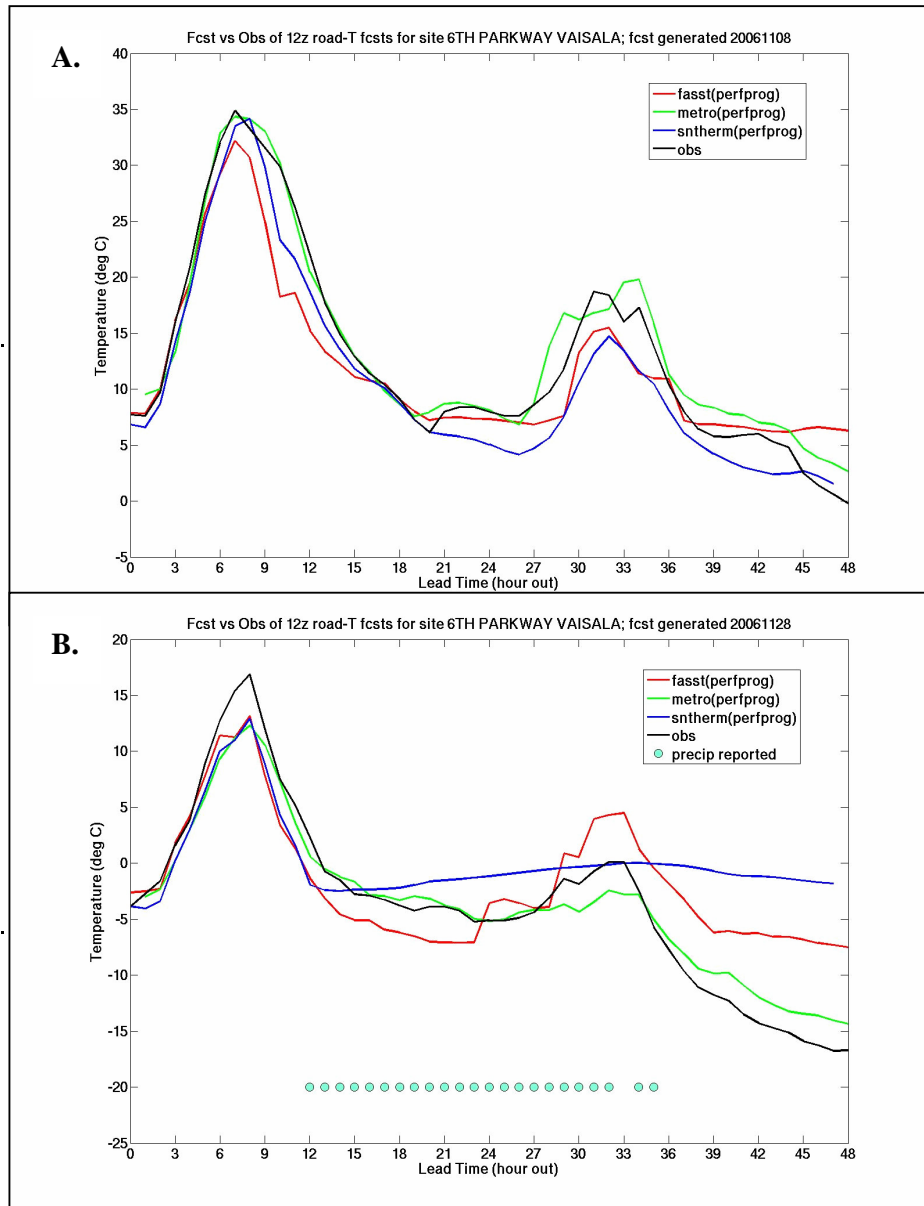 A.
Fcst vs Obs of 12z road-T fcsts for site 6TH PARKWAY VAISALA; fcst generated 20061108
fasst(perfprog)
metro(perfprog)
sntherm(perfprog)
obs
Temperature (deg C)
40
35
30
25
20
15
10
5
0
-5
0 3 6 9 12 15 18 21 24 27 30 33 36 39 42 45 48
Lead Time (hour out)
B.
Fcst vs Obs of 12z road-T fcsts for site 6TH PARKWAY VAISALA; fcst generated 20061128
fasst(perfprog)
metro(perfprog)
sntherm(perfprog)
obs
precip reported
Temperature (deg C)
20
15
10
5
0
-5
-10
-15
-20
-25
0 3 6 9 12 15 18 21 24 27 30 33 36 39 42 45 48
Lead Time (hour out)